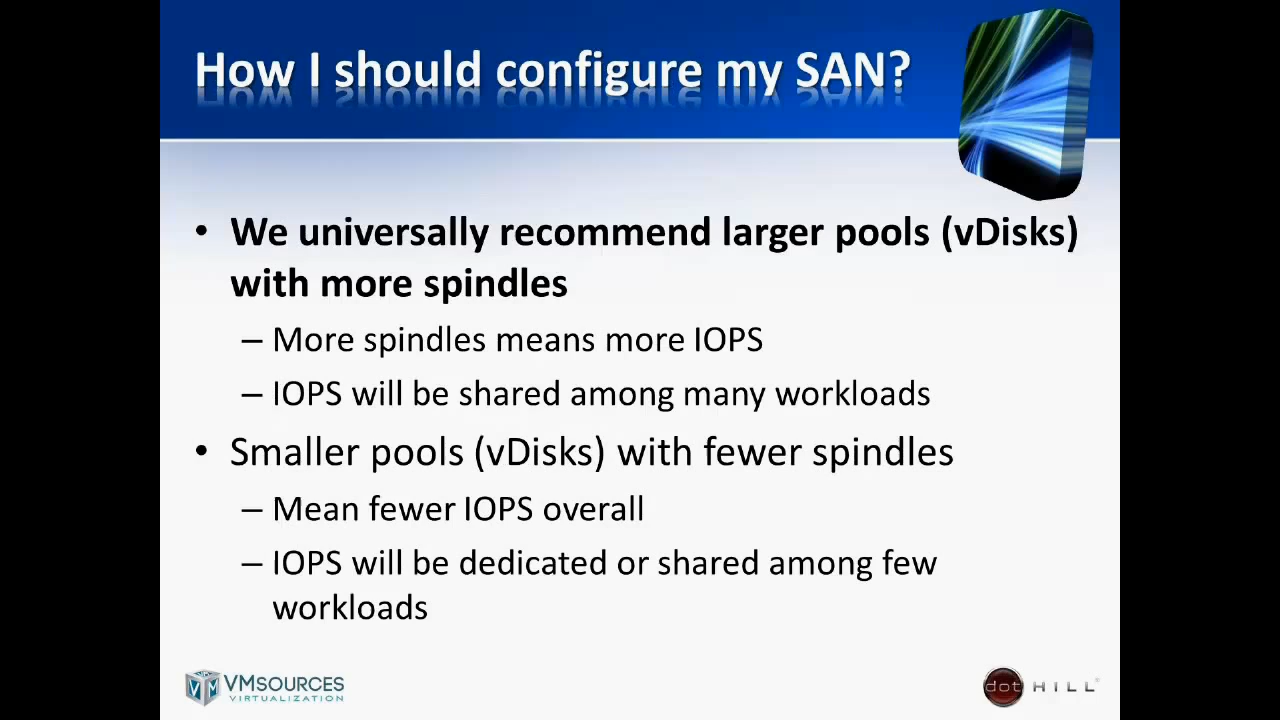 How I should configure my SAN?
• We universally recommend larger pools (vDisks)
with more spindles
– More spindles means more IOPS
– IOPS will be shared among many workloads
• Smaller pools (vDisks) with fewer spindles
– Mean fewer IOPS overall
– IOPS will be dedicated or shared among few
workloads
VMSOURCES
VIRTUALIZATION
dot HILL